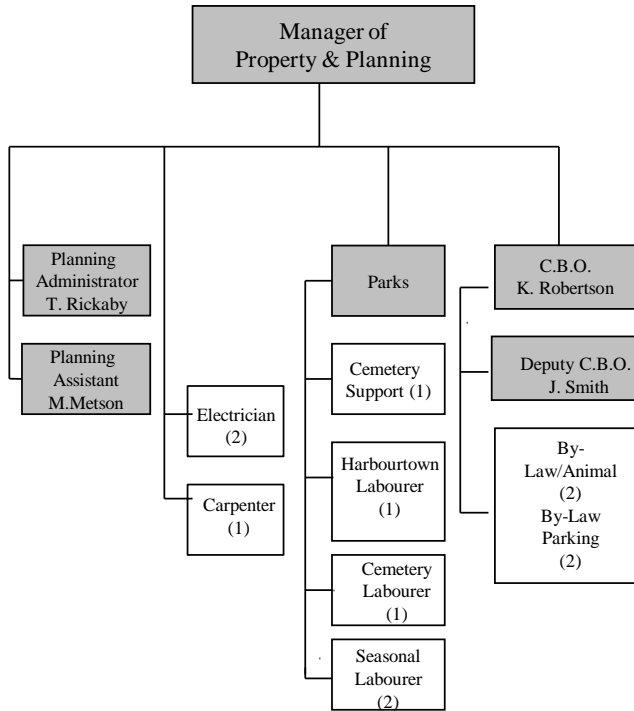 Manager of
Property & Planning
Planning
Administrator
T. Rickaby
Planning
Assistant
M.Metson
Electrician
(2)
Carpenter
(1)
Parks
Cemetery
Support (1)
Harbourtown
Labourer
(1)
Cemetery
Labourer
(1)
Seasonal
Labourer
(2)
C.B.O.
K. Robertson
Deputy C.B.O.
J. Smith
By-
Law/Animal
(2)
By-Law
Parking
(2)